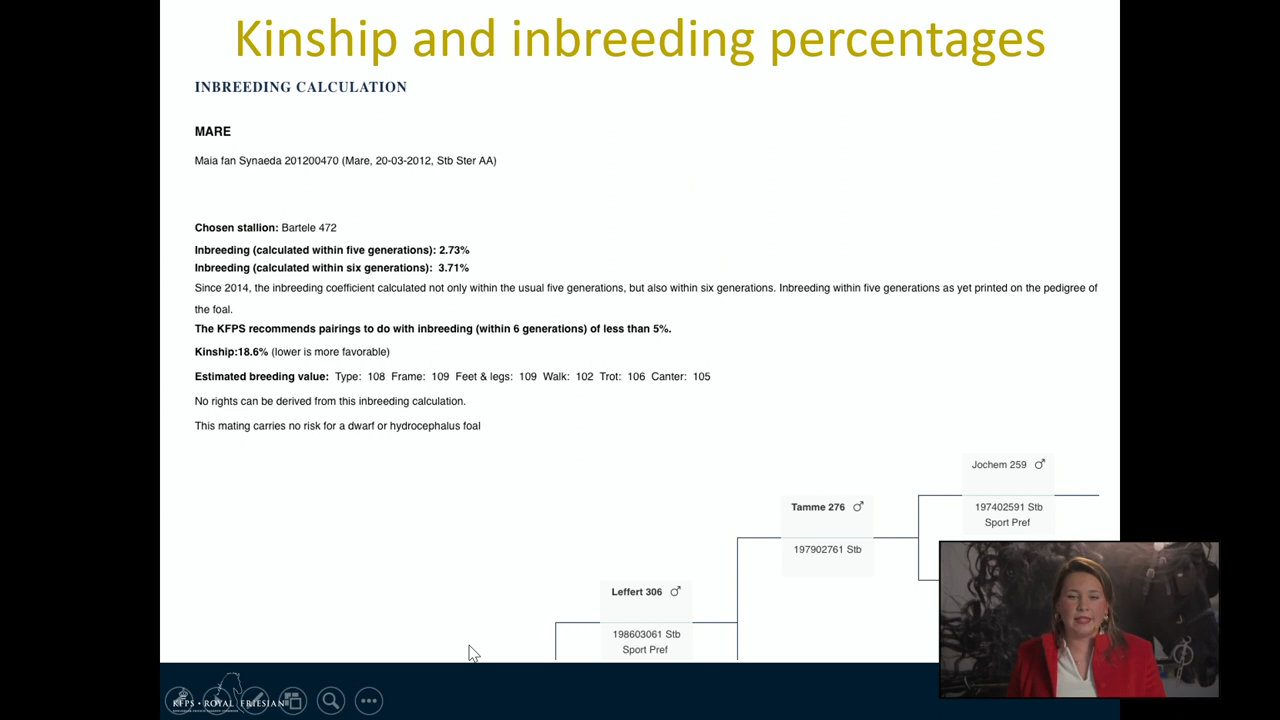 Kinship and inbreeding percentages
INBREEDING CALCULATION
MARE
Maia fan Synaeda 201200470 (Mare, 20-03-2012, Stb Ster AA)
Chosen stallion: Bartele 472
Inbreeding (calculated within five generations): 2.73%
Inbreeding (calculated within six generations): 3.71%
Since 2014, the inbreeding coefficient calculated not only within the usual five generations, but also within six generations. Inbreeding within five generations as yet printed on the pedigree of
the foal.
The KFPS recommends pairings to do with inbreeding (within 6 generations) of less than 5%.
Kinship:18.6% (lower is more favorable)
Estimated breeding value: Type: 108 Frame: 109 Feet & legs: 109 Walk: 102 Trot: 106 Canter: 105
No rights can be derived from this inbreeding calculation.
This mating carries no risk for a dwarf or hydrocephalus foal
Jochem 259 ♂
197402591 Stb
Sport Pref
Tamme 276 ♂
197902761 Stb
Leffert 306 ♂
198603061 Stb
Sport Pref
KFPS • ROYAL FRIESIAN